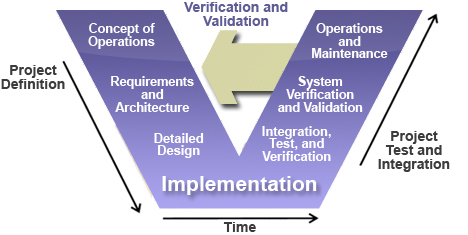 Verification and
Validation
Concept of
Operations
Operations
and
Maintenance
Project
Definition
Requirements
and
Architecture
System
Verification
and Validation
Detailed
Design
Integration,
Test, and
Verification
Project
Test and
Integration
Implementation
Time